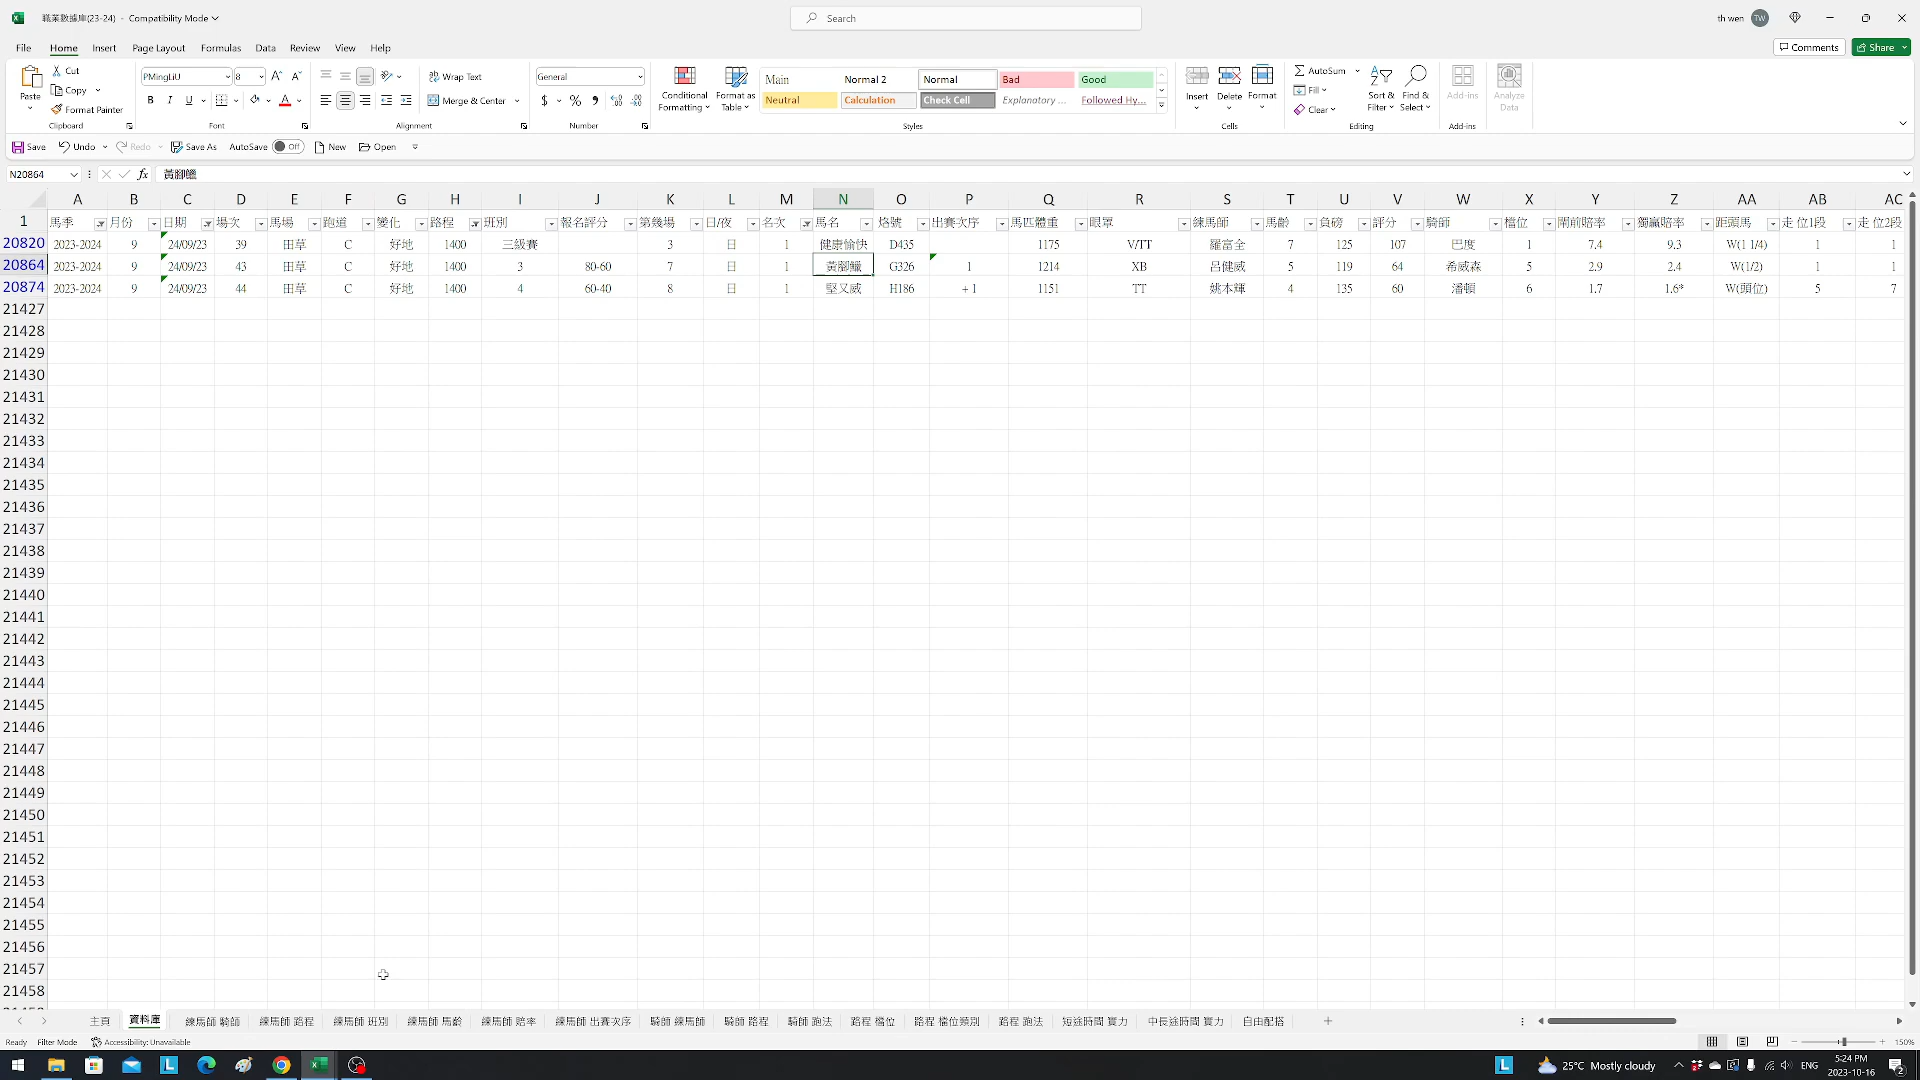 職業數據庫(23-24) - Compatibility Mode
Search
th wen TW
File Home Insert Page Layout Formulas Data Review View Help
Comments Share
Paste Cut Copy Format Painter Clipboard
PMingLiU 8 B I U A Font
Wrap Text Merge & Center Alignment
General $ % Number
Conditional Formatting Format as Table
Main Normal 2 Normal Bad Good
Neutral Calculation Check Cell Explanatory ... Followed Hy...
Styles
Insert Delete Format Cells
AutoSum Fill Clear Sort & Filter Find & Select Editing
Add-ins Add-ins
Analyze Data
Save Undo Redo Save As AutoSave Off New Open
N20864 fx 黃腳鱲
A B C D E F G H I J K L M N O P Q R S T U V W X Y Z AA AB AC
1 馬季 月份 日期 場次 馬場 跑道 變化 路程 班別 報名評分 第幾場 日/夜 名次 馬名 烙號 出賽次序 馬匹體重 眼罩 練馬師 馬齡 負磅 評分 騎師 檔位 開前賠率 獨贏賠率 距頭馬 走 位1段 走 位2段
20820 2023-2024 9 24/09/23 39 田草 C 好地 1400 三級賽 3 日 1 健康愉快 D435 1175 V/TT 羅富全 7 125 107 巴度 1 7.4 9.3 W(1 1/4) 1 1
20864 2023-2024 9 24/09/23 43 田草 C 好地 1400 3 80-60 7 日 1 黃腳鱲 G326 1 1214 XB 呂健威 5 119 64 希威森 5 2.9 2.4 W(1/2) 1 1
20874 2023-2024 9 24/09/23 44 田草 C 好地 1400 4 60-40 8 日 1 堅又威 H186 +1 1151 TT 姚本輝 4 135 60 潘頓 6 1.7 1.6* W(頭位) 5 7
21427
21428
21429
21430
21431
21432
21433
21434
21435
21436
21437
21438
21439
21440
21441
21442
21443
21444
21445
21446
21447
21448
21449
21450
21451
21452
21453
21454
21455
21456
21457
21458
主頁 資料庫 練馬師 騎師 練馬師 路程 練馬師 班別 練馬師 馬齡 練馬師 賠率 練馬師 出賽次序 騎師 練馬師 騎師 路程 騎師 跑法 路程 檔位 路程 檔位類別 路程 跑法 短途時間 實力 中長途時間 實力 自由配搭
Ready Filter Mode Accessibility: Unavailable 150%
25°C Mostly cloudy ENG 5:24 PM
2023-10-16